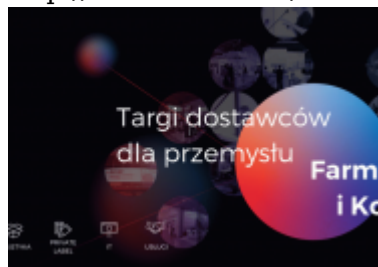 Targi dostawców
dla przemysłu
Farm
i Ko
PRIVATE
LABEL
IT
USŁUGI